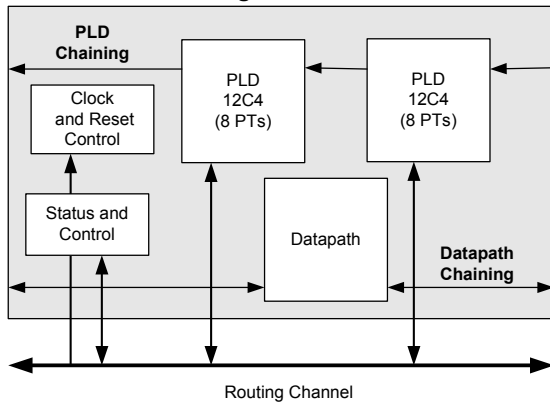 PLD
Chaining
Clock
and Reset
Control
PLD
12C4
(8 PTs)
PLD
12C4
(8 PTs)
Status and
Control
Datapath
Datapath
Chaining
Routing Channel